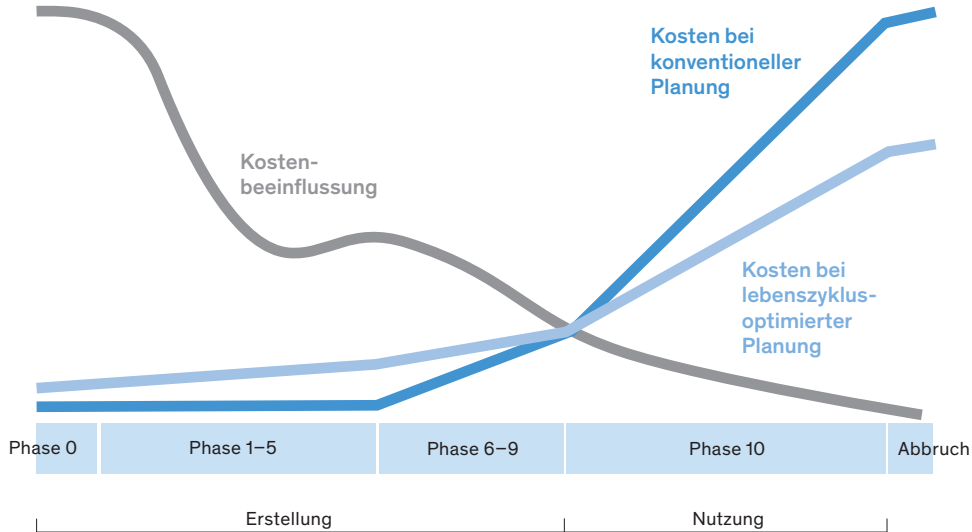 Kosten bei
konventioneller
Planung
Kosten-
beeinflussung
Kosten bei
lebenszyklus-
optimierter
Planung
Phase 0
Phase 1–5
Phase 6–9
Phase 10
Abbruch
Erstellung
Nutzung